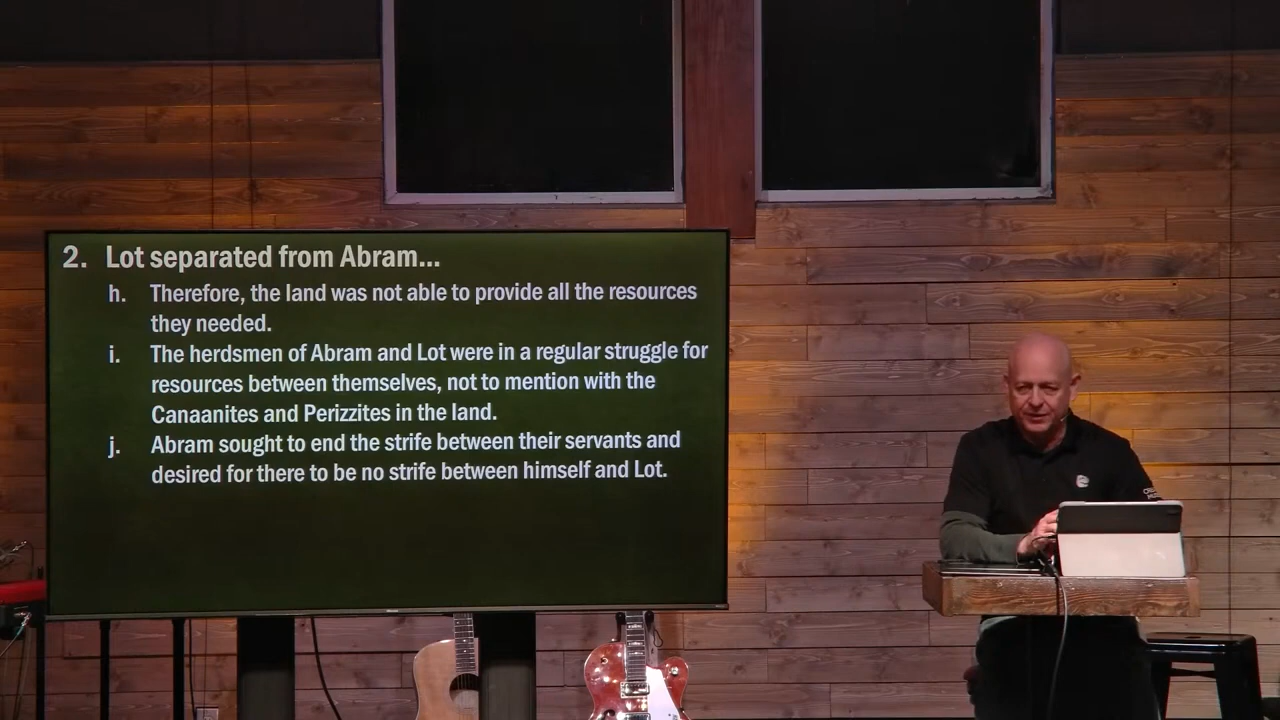 2. Lot separated from Abram...
h. Therefore, the land was not able to provide all the resources
they needed.
i. The herdsmen of Abram and Lot were in a regular struggle for
resources between themselves, not to mention with the
Canaanites and Perizzites in the land.
j. Abram sought to end the strife between their servants and
desired for there to be no strife between himself and Lot.